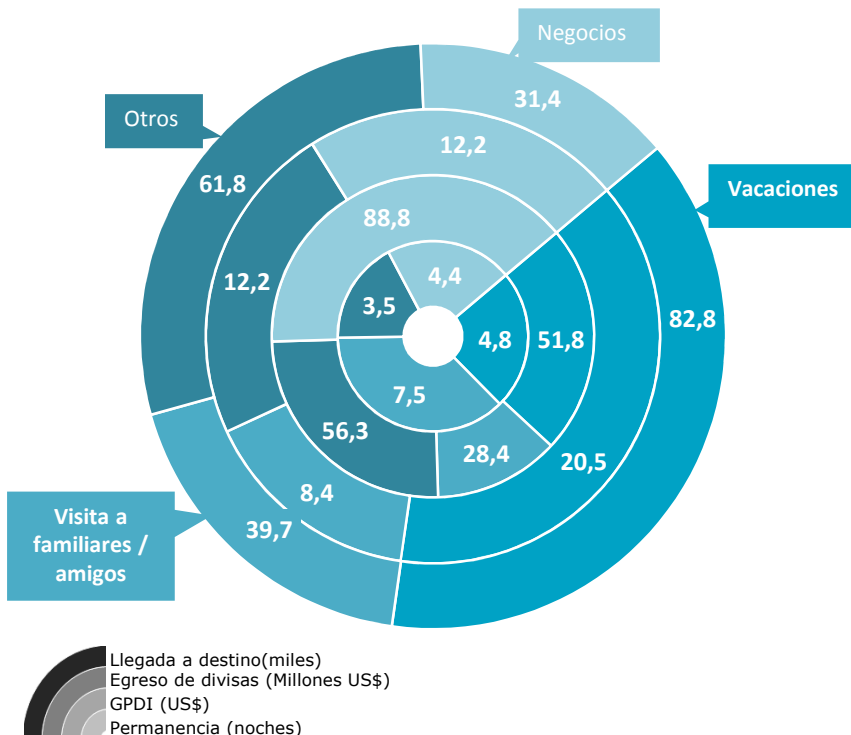 Negocios
31,4
Otros
12,2
61,8
Vacaciones
88,8
12,2
4,4
3,5
82,8
4,8
51,8
7,5
56,3
28,4
20,5
8,4
39,7
Visita a
familiares /
amigos
Llegada a destino(miles)
Egreso de divisas (Millones US$)
GPDI (US$)
Permanencia (noches)